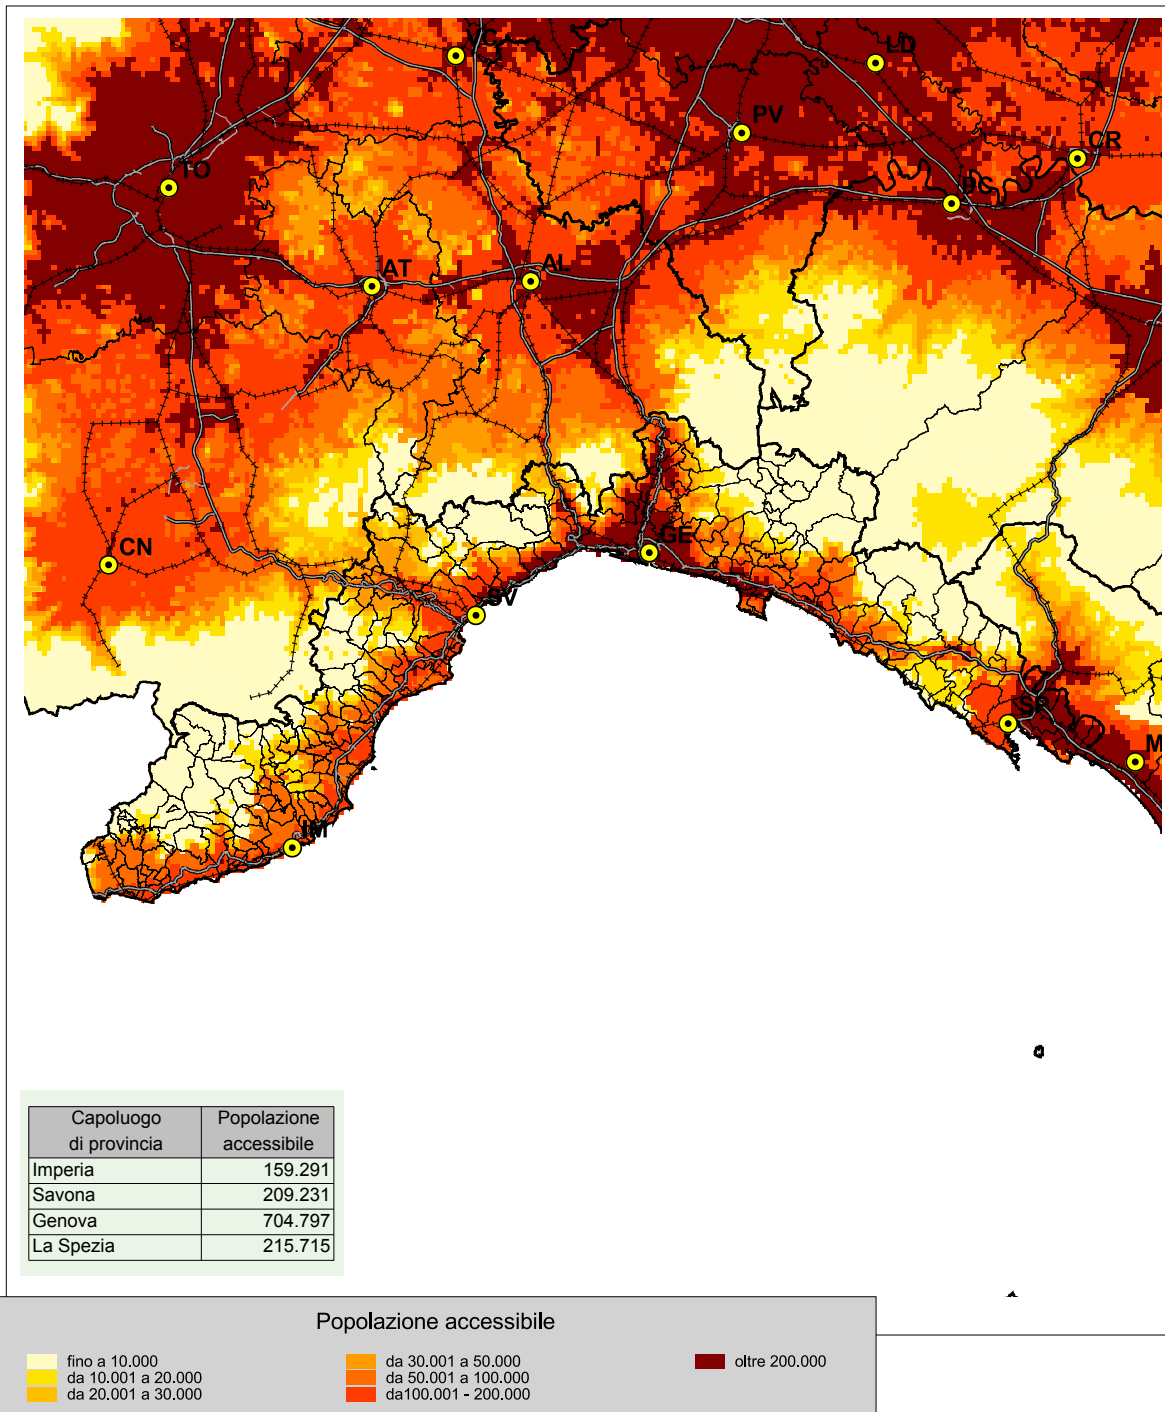 VC
LD
PV
CR
TO
PC
AT
AL
CN
GE
SV
SP
M
IM
Capoluogo di provincia Popolazione accessibile
Imperia 159.291
Savona 209.231
Genova 704.797
La Spezia 215.715
Popolazione accessibile
fino a 10.000
da 10.001 a 20.000
da 20.001 a 30.000
da 30.001 a 50.000
da 50.001 a 100.000
da100.001 - 200.000
oltre 200.000